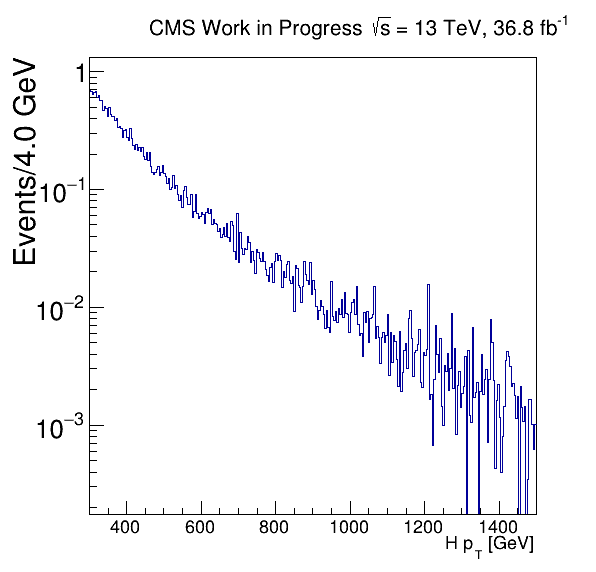 CMS Work in Progress √s = 13 TeV, 36.8 fb⁻¹
Events/4.0 GeV
1
10⁻¹
10⁻²
10⁻³
400 600 800 1000 1200 1400
H p_T [GeV]